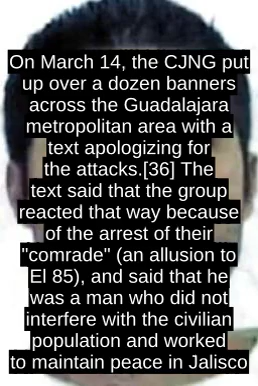 On March 14, the CJNG put
up over a dozen banners
across the Guadalajara
metropolitan area with a
text apologizing for
the attacks.[36] The
text said that the group
reacted that way because
of the arrest of their
"comrade" (an allusion to
El 85), and said that he
was a man who did not
interfere with the civilian
population and worked
to maintain peace in Jalisco